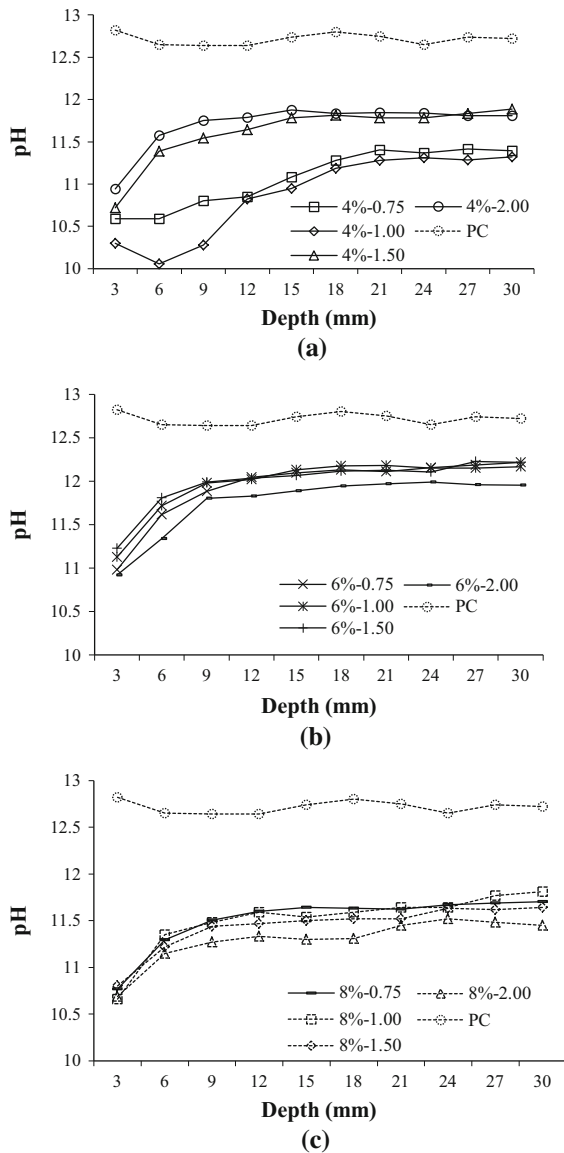 13
12.5
12
11.5
11
10.5
10
pH
4%-0.75 4%-2.00
4%-1.00 PC
4%-1.50
3 6 9 12 15 18 21 24 27 30
Depth (mm)
(a)
13
12.5
12
11.5
11
10.5
10
pH
6%-0.75 6%-2.00
6%-1.00 PC
6%-1.50
3 6 9 12 15 18 21 24 27 30
Depth (mm)
(b)
13
12.5
12
11.5
11
10.5
10
pH
8%-0.75 8%-2.00
8%-1.00 PC
8%-1.50
3 6 9 12 15 18 21 24 27 30
Depth (mm)
(c)